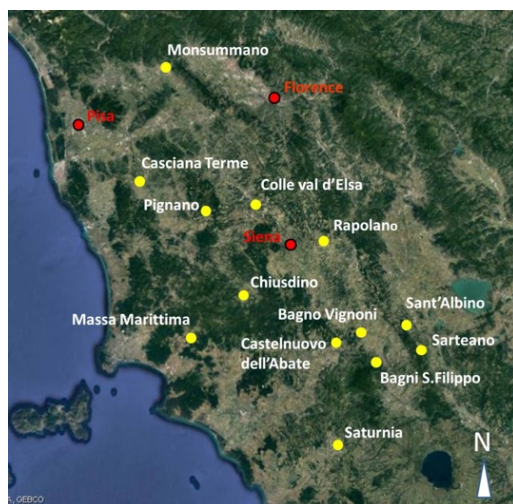 Monsummano
Florence
Pisa
Casciana Terme
Colle val d'Elsa
Pignano
Siena
Rapolano
Chiusdino
Sant'Albino
Bagno Vignoni
Massa Marittima
Castelnuovo
dell'Abate
Sarteano
Bagni S.Filippo
Saturnia
N
GEBCO